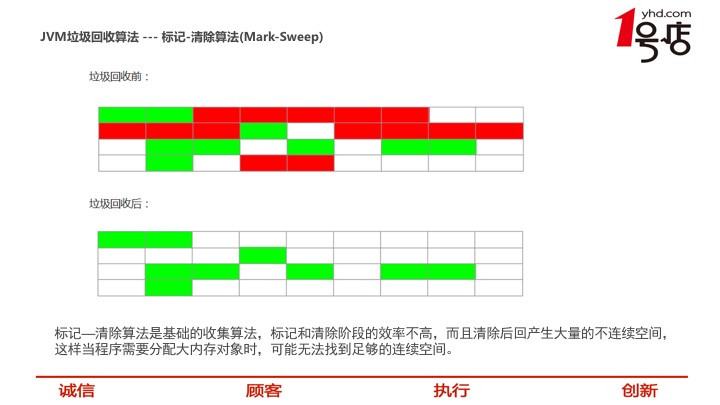 JVM垃圾回收算法 --- 标记-清除算法(Mark-Sweep)
yhd.com
1号店
垃圾回收前：
垃圾回收后：
标记—清除算法是基础的收集算法，标记和清除阶段的效率不高，而且清除后回产生大量的不连续空间，
这样当程序需要分配大内存对象时，可能无法找到足够的连续空间。
诚信 顾客 执行 创新